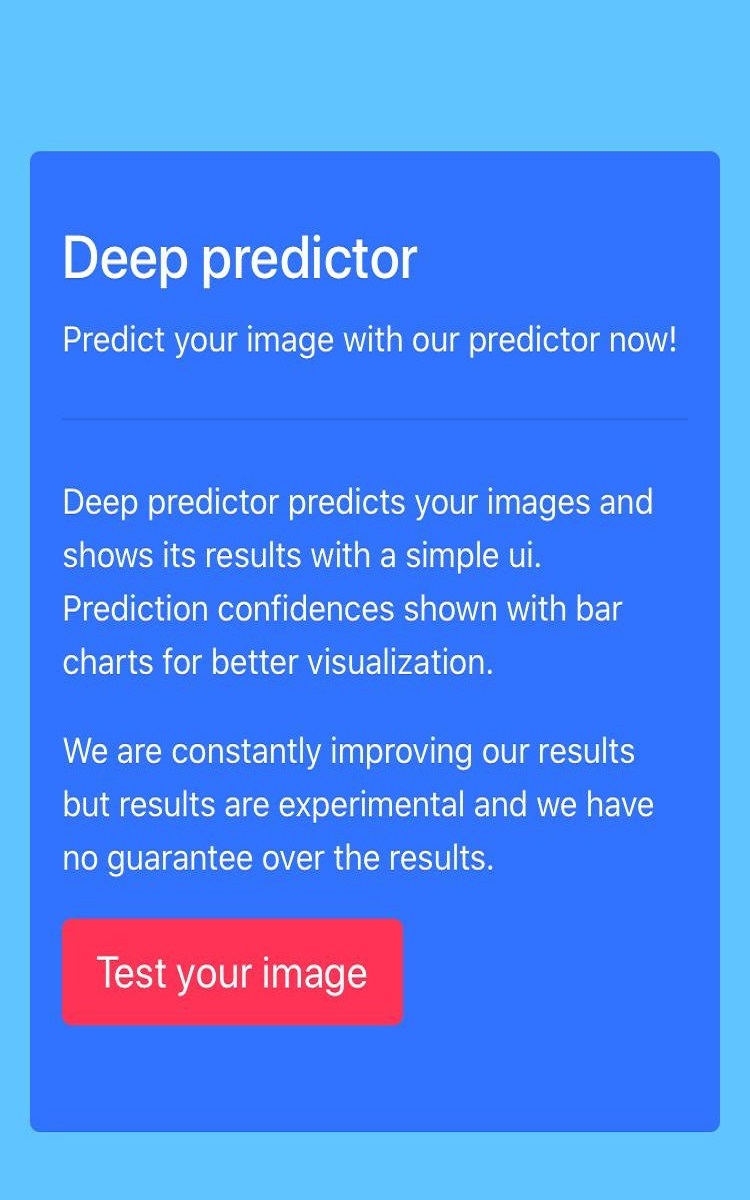 Deep predictor
Predict your image with our predictor now!
Deep predictor predicts your images and
shows its results with a simple ui.
Prediction confidences shown with bar
charts for better visualization.
We are constantly improving our results
but results are experimental and we have
no guarantee over the results.
Test your image